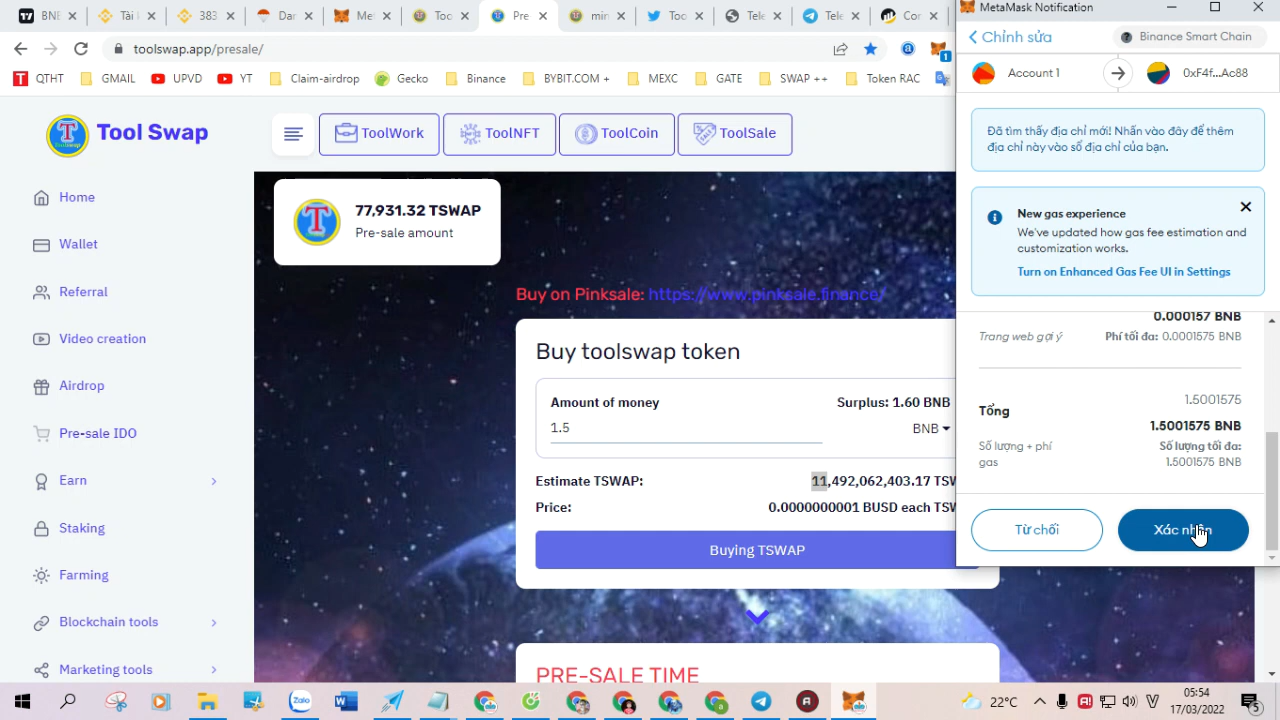 BNE
Tài l
383.
Dar
Mei
Too
Pre
min
Too
Tele
Tele
Cor
MetaMask Notification
toolswap.app/presale/
1
QTHT
GMAIL
UPVD
YT
Claim-airdrop
Gecko
Binance
BYBIT.COM +
MEXC
GATE
SWAP ++
Token RAC
Tool Swap
ToolWork
ToolNFT
ToolCoin
ToolSale
Home
Wallet
Referral
Video creation
Airdrop
Pre-sale IDO
Earn
Staking
Farming
Blockchain tools
Marketing tools
77,931.32 TSWAP
Pre-sale amount
Buy on Pinksale: https://www.pinksale.finance/
Buy toolswap token
Amount of money
Surplus: 1.60 BNB
1.5
BNB
Estimate TSWAP:
11,492,062,403.17 TSW
Price:
0.0000000001 BUSD each TSW
Buying TSWAP
PRE-SALE TIME
Chỉnh sửa
Binance Smart Chain
Account 1
0xF4f...Ac88
Đã tìm thấy địa chỉ mới! Nhấn vào đây để thêm
địa chỉ này vào sổ địa chỉ của bạn.
New gas experience
We've updated how gas fee estimation and
customization works.
Turn on Enhanced Gas Fee UI in Settings
0.000157 BNB
Trang web gợi ý
Phí tối đa: 0.0001575 BNB
1.5001575
Tổng
1.5001575 BNB
Số lượng + phí
gas
Số lượng tối đa:
1.5001575 BNB
Từ chối
Xác nhận
Zalo
22°C
05:54
17/03/2022
5